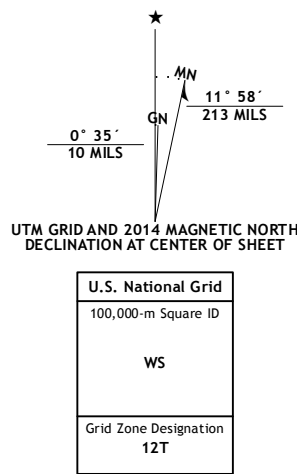 ★
MN
GN
11° 58´
213 MILS
0° 35´
10 MILS
UTM GRID AND 2014 MAGNETIC NORTH
DECLINATION AT CENTER OF SHEET
U.S. National Grid
100,000-m Square ID
WS
Grid Zone Designation
12T